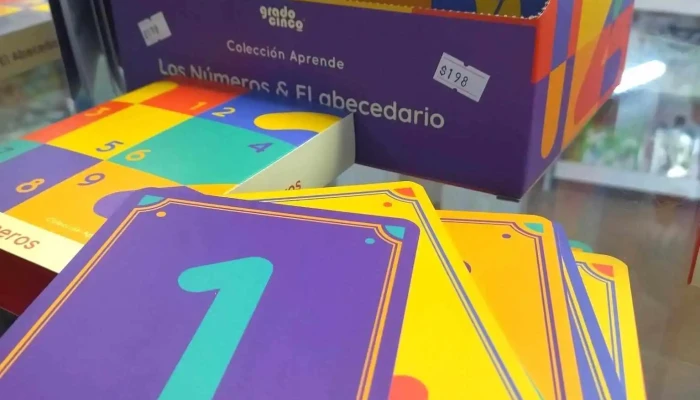 grado
cinco
Colección Aprende
$198
Los Números & El abecedario
1 2
3
5 4
6
8 9
eros
1